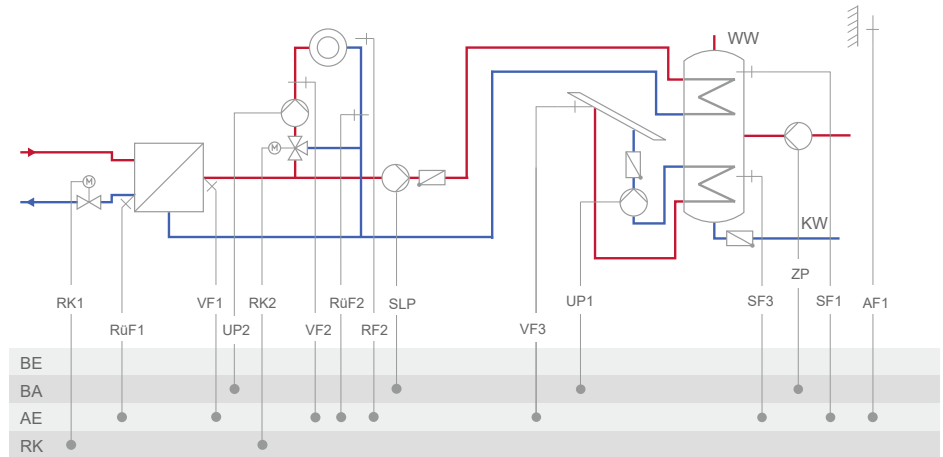 WW
M
M
KW
ZP
RK1
VF1
RK2
RüF2
SLP
UP1
SF3
SF1
AF1
RüF1
UP2
VF2
RF2
VF3
BE
BA
AE
RK